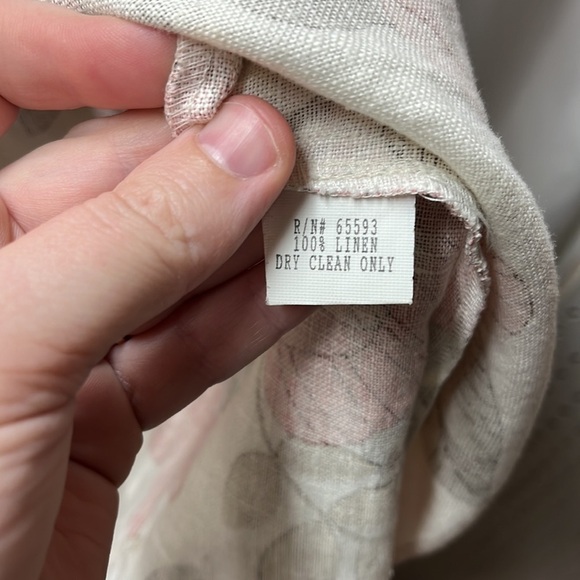 R/N# 65593
100% LINEN
DRY CLEAN ONLY